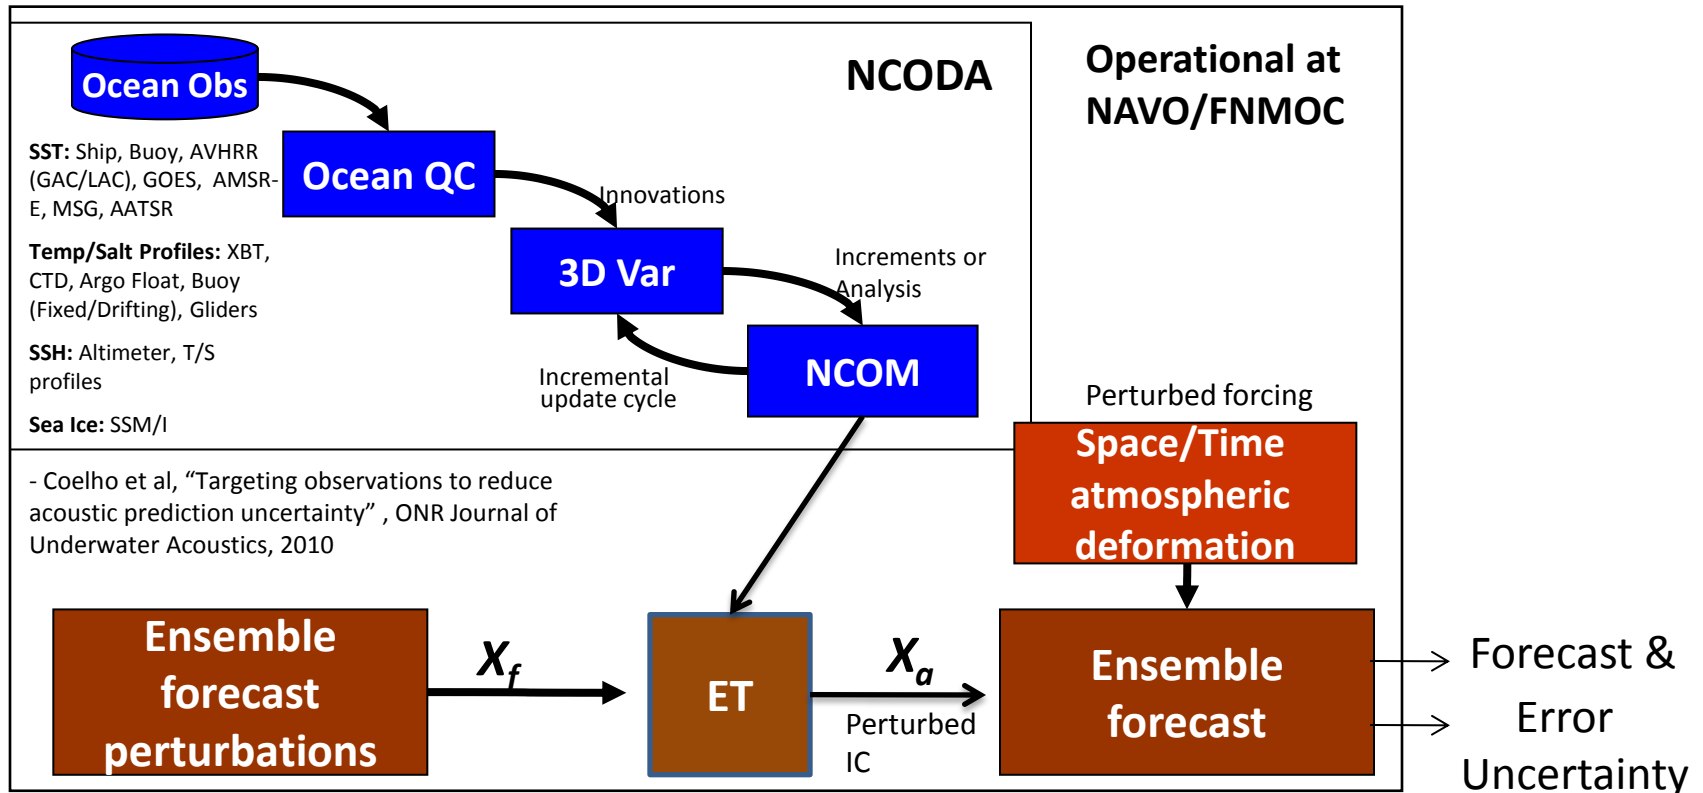 Ocean Obs
NCODA
Operational at
NAVO/FNMOC
SST: Ship, Buoy, AVHRR
(GAC/LAC), GOES, AMSR-
E, MSG, AATSR
Ocean QC
Innovations
Temp/Salt Profiles: XBT,
CTD, Argo Float, Buoy
(Fixed/Drifting), Gliders
3D Var
Increments or
Analysis
SSH: Altimeter, T/S
profiles
Incremental
update cycle
NCOM
Sea Ice: SSM/I
Perturbed forcing
Space/Time
atmospheric
deformation
- Coelho et al, “Targeting observations to reduce
acoustic prediction uncertainty” , ONR Journal of
Underwater Acoustics, 2010
Ensemble
forecast
perturbations
Xf
ET
Xa
Perturbed
IC
Ensemble
forecast
Forecast &
Error
Uncertainty